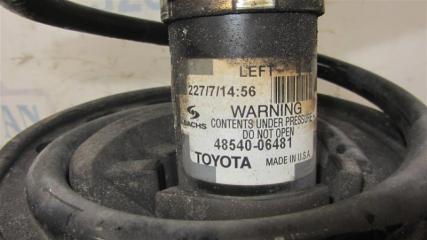 LEFT
227/7/14:56
WARNING
SACHS
CONTENTS UNDER PRESSURE
DO NOT OPEN
48540-06481
TOYOTA MADE IN U.S.A.